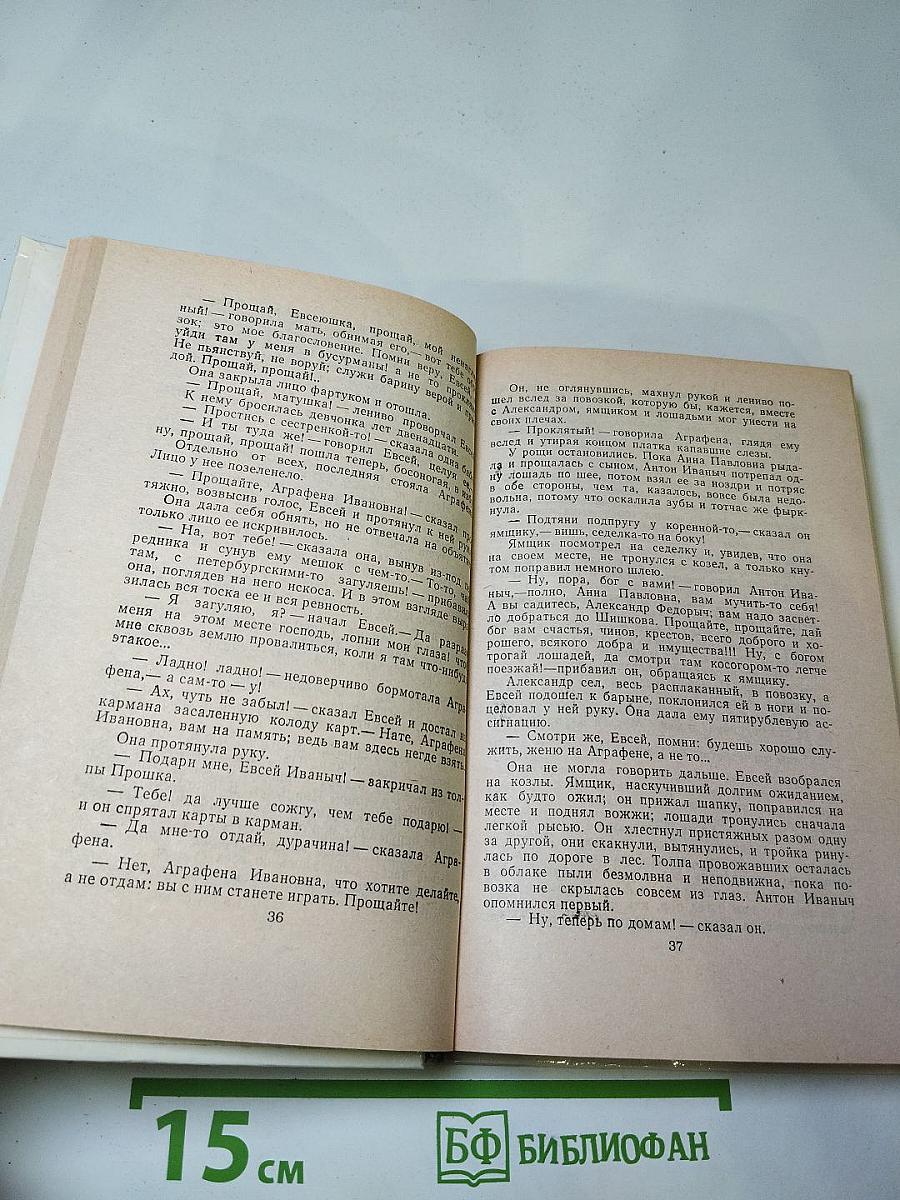 — Прощай, Евсеюшка, прощай, мой
ный! — говорила мать, обнимая его,— вот тебе
зок; это мое благословение. Помни веру, Евсей
уйди там у меня в бусурманы! а не то
Не пьянствуй, не воруй; служи барину верой и
дой. Прощай, прощай!..
Она закрыла лицо фартуком и отошла.
— Прощай, матушка! — лениво проворчал
К нему бросилась девчонка лет двенадцати.
— Простись с сестренкой-то! — сказала одна
— И ты туда же! — говорил Евсей, целуя
ну, прощай, прощай! пошла теперь, босоногая, в
Отдельно от всех, последняя стояла
Лицо у нее позеленело.
— Прощайте, Аграфена Ивановна! — сказал
тяжно, возвысив голос, Евсей и протянул к ней
Она дала себя обнять, но не отвечала на
только лицо ее искривилось.
— На, вот тебе! — сказала она, вынув из-под
редника и сунув ему мешок с чем-то.— То-то,
там, с петербургскими-то загуляешь! —
она, поглядев на него искоса. И в этом взгляде
зилась вся тоска ее и вся ревность.
— Я загуляю, я? — начал Евсей.— Да
меня на этом месте господь, лопни мои глаза!
мне сквозь землю провалиться, коли я там что-нибудь
этакое...
— Ладно! ладно! — недоверчиво бормотала Агра-
фена,— а сам-то — у!
— Ах, чуть не забыл! — сказал Евсей и достал из
кармана засаленную колоду карт.— Нате, Аграфена
Ивановна, вам на память; ведь вам здесь негде взять.
Она протянула руку.
— Подари мне, Евсей Иваныч! — закричал из тол-
пы Прошка.
— Тебе! да лучше сожгу, чем тебе подарю! —
и он спрятал карты в карман.
— Да мне-то отдай, дурачина! — сказала Агра-
фена.
— Нет, Аграфена Ивановна, что хотите делайте,
а не отдам: вы с ним станете играть. Прощайте!
36
Он, не оглянувшись, махнул рукой и лениво по-
шел вслед за повозкой, которую бы, кажется, вместе
с Александром, ямщиком и лошадьми мог унести на
своих плечах.
— Проклятый! — говорила Аграфена, глядя ему
вслед и утирая концом платка капавшие слезы.
У рощи остановились. Пока Анна Павловна рыда-
ла и прощалась с сыном, Антон Иваныч потрепал од-
ну лошадь по шее, потом взял ее за ноздри и потряс
в обе стороны, чем та, казалось, вовсе была недо-
вольна, потому что оскалила зубы и тотчас же фырк-
нула.
— Подтяни подпругу у коренной-то,— сказал он
ямщику,— вишь, седелка-то на боку!
Ямщик посмотрел на седелку и, увидев, что она
на своем месте, не тронулся с козел, а только кну-
том поправил немного шлею.
— Ну, пора, бог с вами! — говорил Антон Ива-
ныч,—полно, Анна Павловна, вам мучить-то себя!
А вы садитесь, Александр Федорыч; вам надо засвет-
ло добраться до Шишкова. Прощайте, прощайте, дай
бог вам счастья, чинов, крестов, всего доброго и хо-
рошего, всякого добра и имущества!!! Ну, с богом
трогай лошадей, да смотри там косогором-то легче
поезжай!—прибавил он, обращаясь к ямщику.
Александр сел, весь расплаканный, в повозку, а
Евсей подошел к барыне, поклонился ей в ноги и по-
целовал у ней руку. Она дала ему пятирублевую ас-
сигнацию.
— Смотри же, Евсей, помни: будешь хорошо слу-
жить, женю на Аграфене, а не то...
Она не могла говорить дальше. Евсей взобрался
на козлы. Ямщик, наскучивший долгим ожиданием,
как будто ожил; он прижал шапку, поправился на
месте и поднял вожжи; лошади тронулись сначала
легкой рысью. Он хлестнул пристяжных разом одну
за другой, они скакнули, вытянулись, и тройка рину-
лась по дороге в лес. Толпа провожавших осталась
в облаке пыли безмолвна и неподвижна, пока по-
возка не скрылась совсем из глаз. Антон Иваныч
опомнился первый.
— Ну, теперь по домам! — сказал он.
37
15 см
БФ БИБЛИОФАН